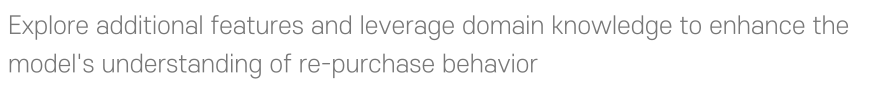 Explore additional features and leverage domain knowledge to enhance the
model's understanding of re-purchase behavior